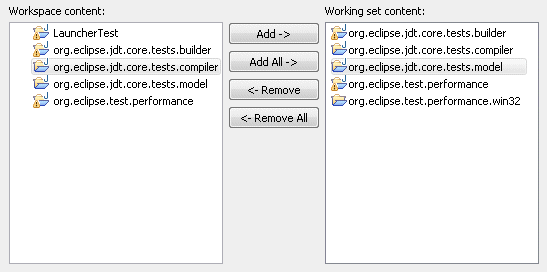 Workspace content:
LauncherTest
org.eclipse.jdt.core.tests.builder
org.eclipse.jdt.core.tests.compiler
org.eclipse.jdt.core.tests.model
org.eclipse.test.performance
Add ->
Add All ->
<- Remove
<- Remove All
Working set content:
org.eclipse.jdt.core.tests.builder
org.eclipse.jdt.core.tests.compiler
org.eclipse.jdt.core.tests.model
org.eclipse.test.performance
org.eclipse.test.performance.win32